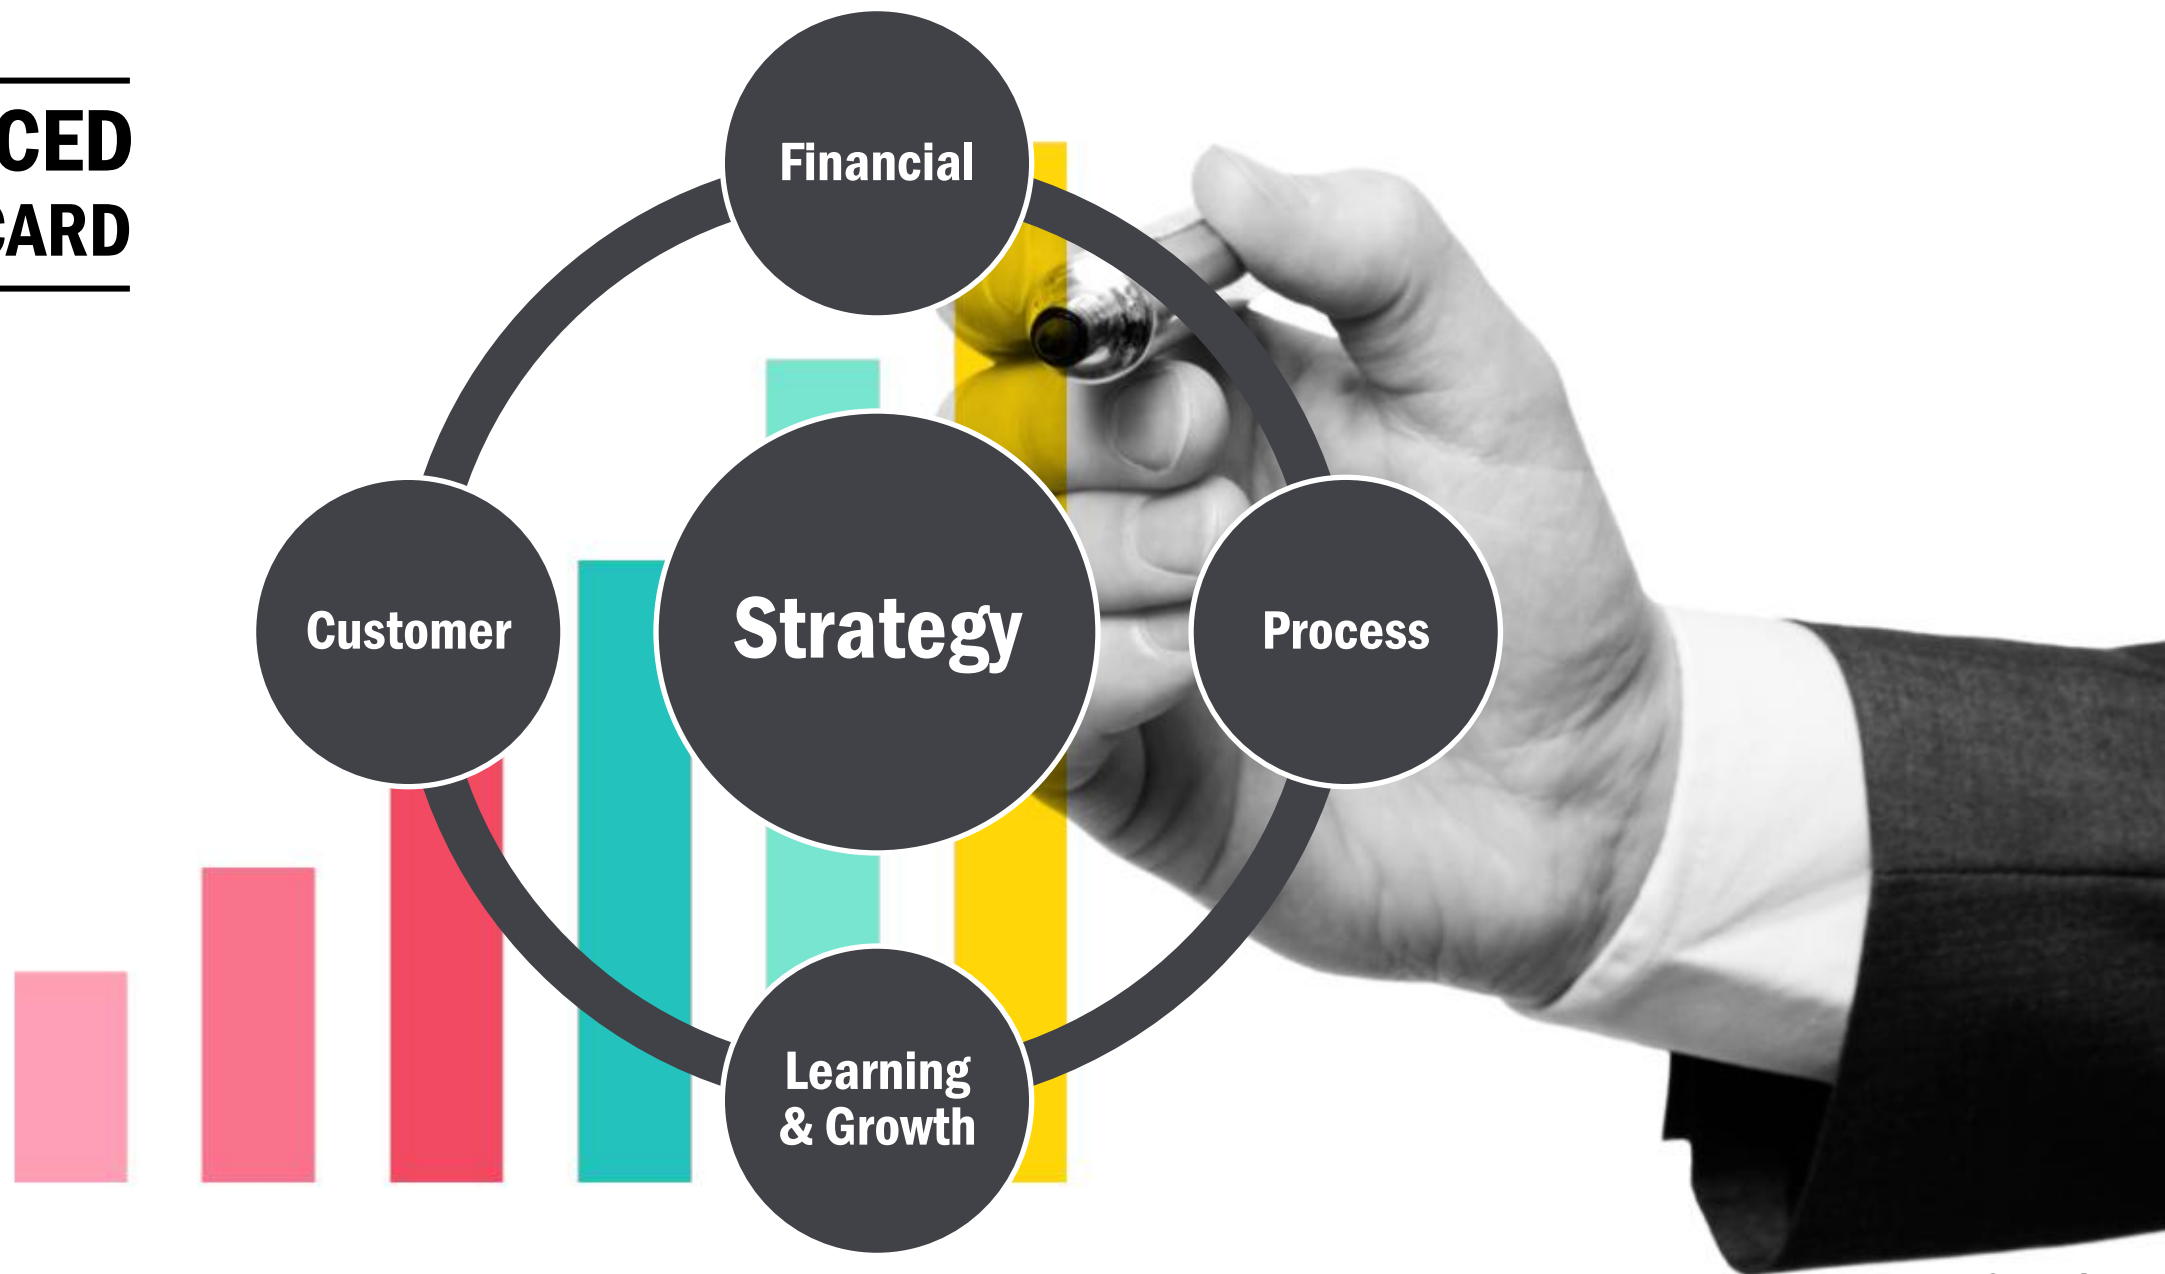 CED
CARD
Financial
Customer
Strategy
Process
Learning
& Growth